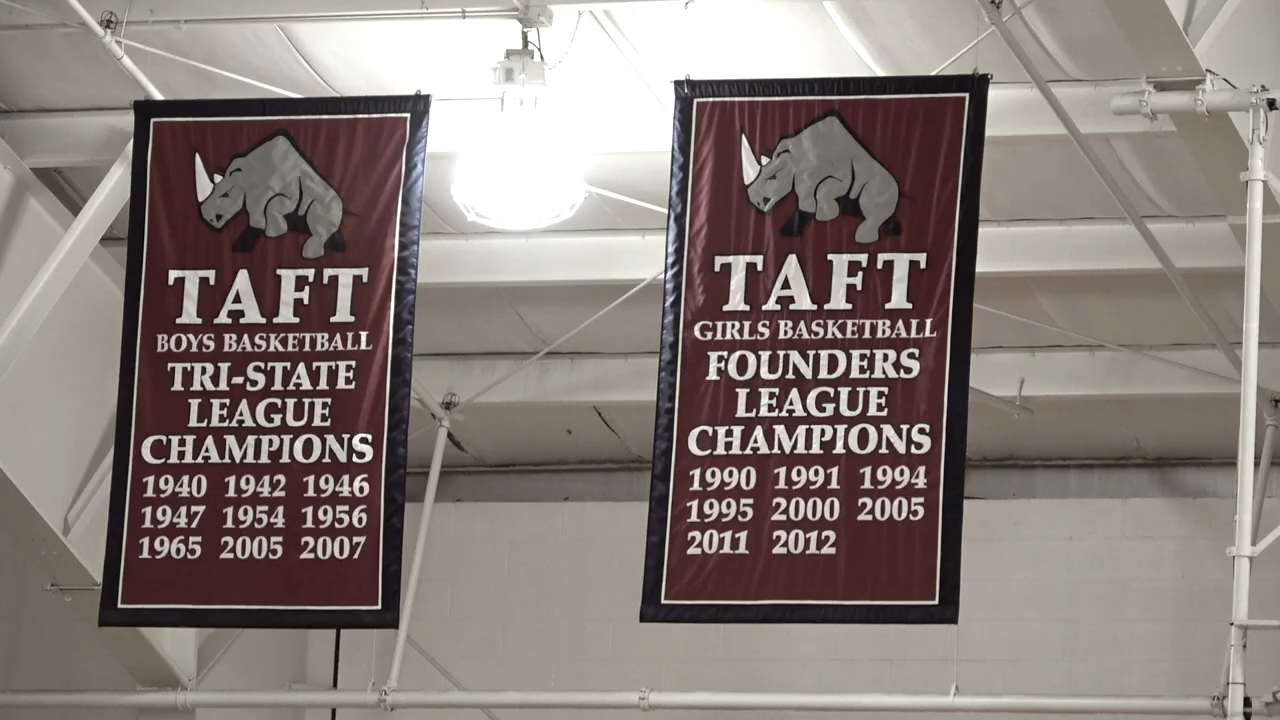 TAFT
BOYS BASKETBALL
TRI-STATE
LEAGUE
CHAMPIONS
1940 1942 1946
1947 1954 1956
1965 2005 2007
TAFT
GIRLS BASKETBALL
FOUNDERS
LEAGUE
CHAMPIONS
1990 1991 1994
1995 2000 2005
2011 2012